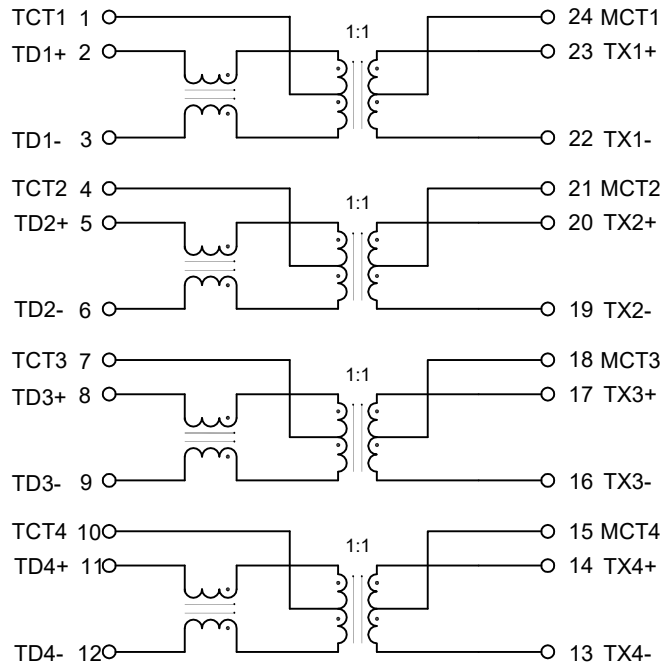 TCT1 1 24 MCT1
1:1
TD1+ 2 23 TX1+
TD1- 3 22 TX1-
TCT2 4 21 MCT2
1:1
TD2+ 5 20 TX2+
TD2- 6 19 TX2-
TCT3 7 18 MCT3
1:1
TD3+ 8 17 TX3+
TD3- 9 16 TX3-
TCT4 10 15 MCT4
1:1
TD4+ 11 14 TX4+
TD4- 12 13 TX4-